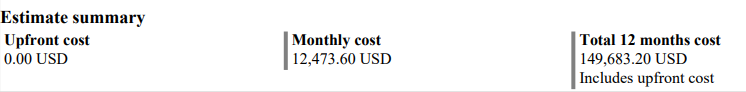 Estimate summary
Upfront cost
0.00 USD
Monthly cost
12,473.60 USD
Total 12 months cost
149,683.20 USD
Includes upfront cost